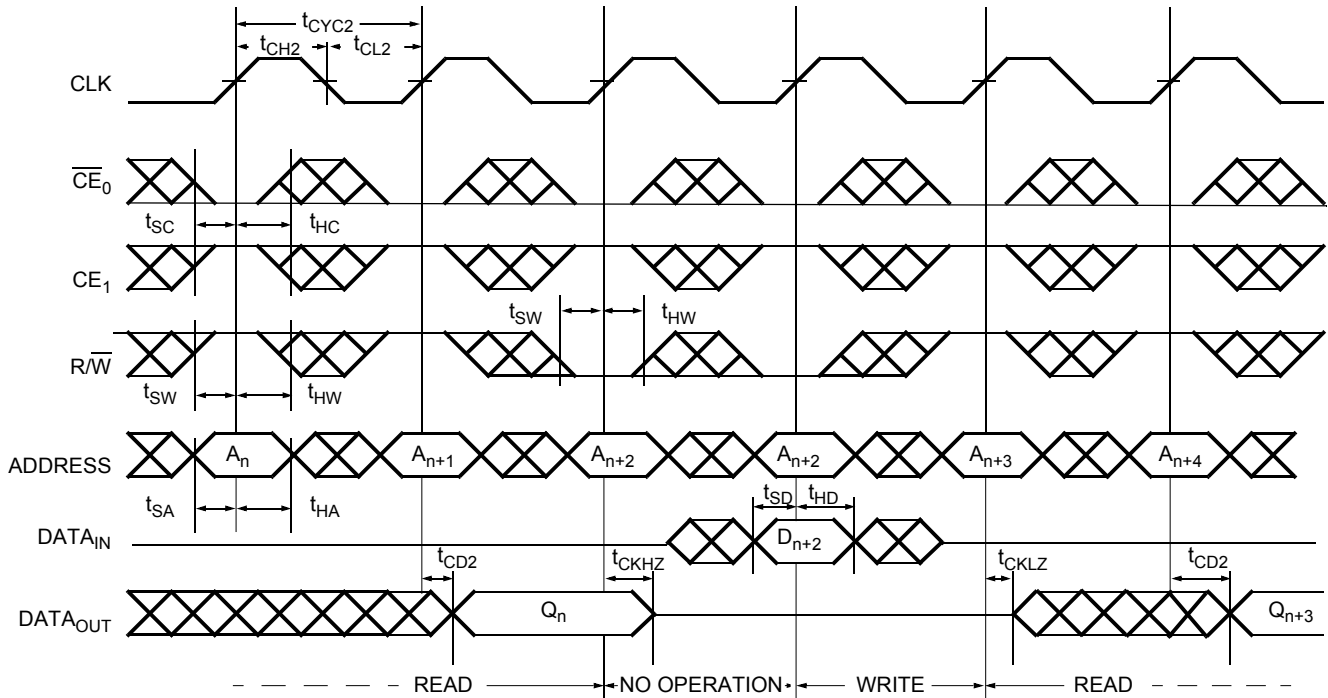 tCYC2
tCH2 tCL2
CLK
CE0
tSC tHC
CE1
tSW tHW
R/W
tSW tHW
ADDRESS An An+1 An+2 An+2 An+3 An+4
tSA tHA tSD tHD
DATAIN Dn+2
tCD2 tCKHZ tCKLZ tCD2
DATAOUT Qn Qn+3
READ NO OPERATION WRITE READ